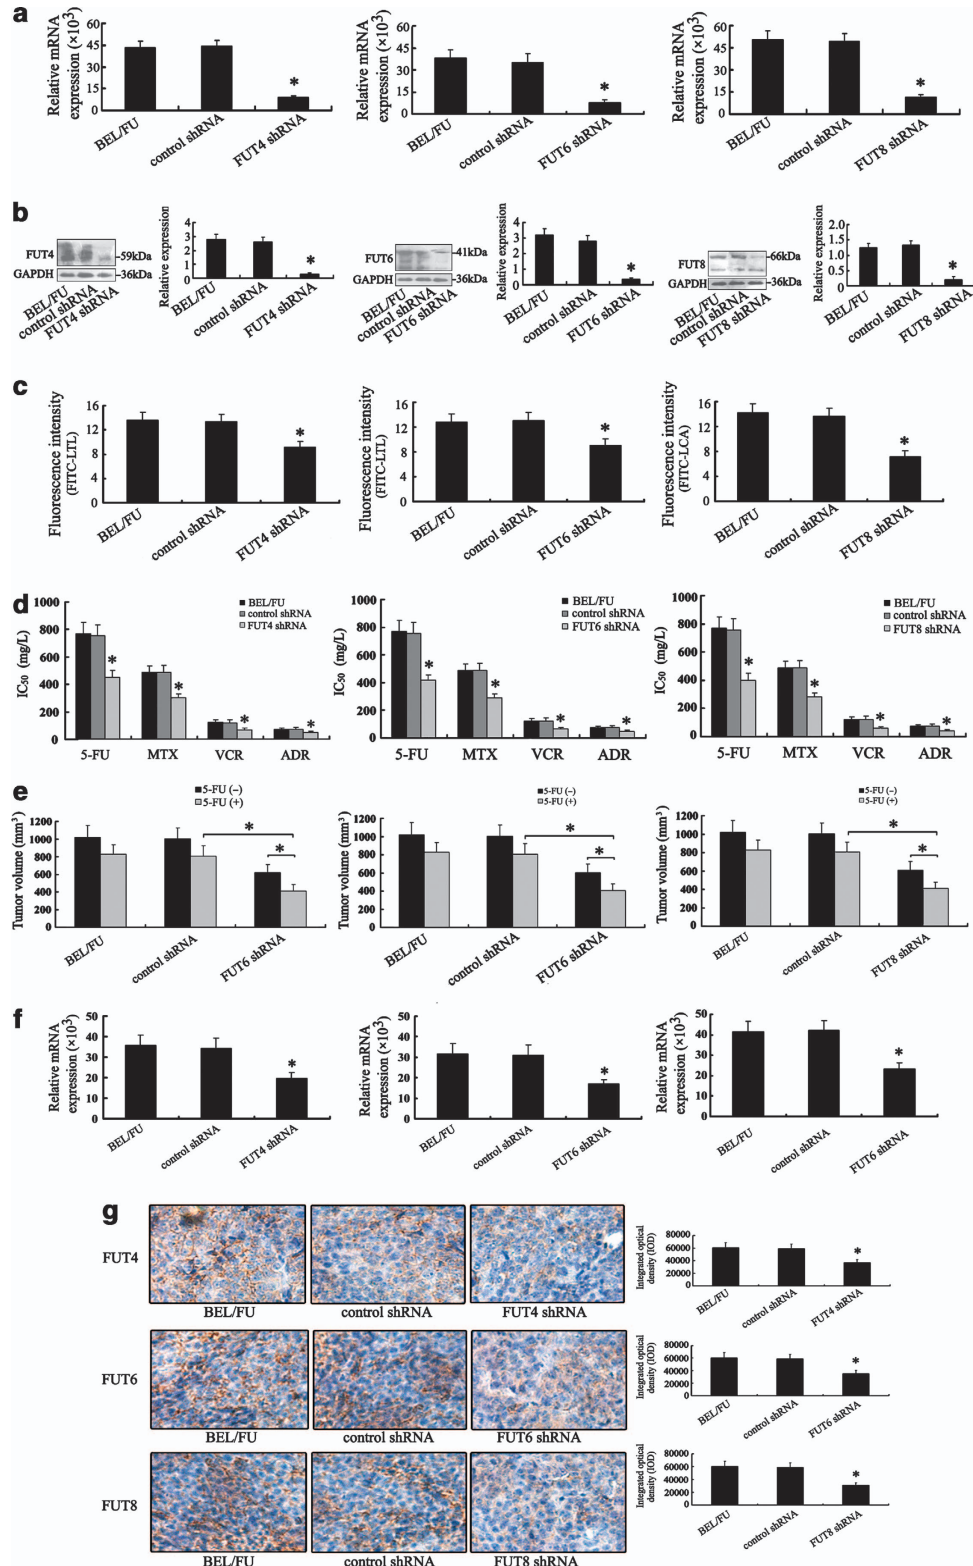 a
Relative mRNA
expression (×10³)
60
45
30
15
0
*
BEL/FU
control shRNA
FUT4 shRNA
Relative mRNA
expression (×10³)
60
45
30
15
0
*
BEL/FU
control shRNA
FUT6 shRNA
Relative mRNA
expression (×10³)
60
45
30
15
0
*
BEL/FU
control shRNA
FUT8 shRNA
b
FUT4
-59kDa
GAPDH
-36kDa
BEL/FU
control shRNA
FUT4 shRNA
Relative expression
4
3
2
1
0
*
BEL/FU
control shRNA
FUT4 shRNA
FUT6
-41kDa
GAPDH
-36kDa
BEL/FU
control shRNA
FUT6 shRNA
Relative expression
4
3
2
1
0
*
BEL/FU
control shRNA
FUT6 shRNA
FUT8
-66kDa
GAPDH
-36kDa
BEL/FU
control shRNA
FUT8 shRNA
Relative expression
2.0
1.5
1.0
0.5
0
*
BEL/FU
control shRNA
FUT8 shRNA
c
Fluorescence intensity
(FITC-LTL)
16
12
8
4
0
*
BEL/FU
control shRNA
FUT4 shRNA
Fluorescence intensity
(FITC-LTL)
16
12
8
4
0
*
BEL/FU
control shRNA
FUT6 shRNA
Fluorescence intensity
(FITC-LCA)
16
12
8
4
0
*
BEL/FU
control shRNA
FUT8 shRNA
d
IC₅₀ (mg/L)
1000
800
600
400
200
0
BEL/FU
control shRNA
FUT4 shRNA
* * * *
5-FU MTX VCR ADR
IC₅₀ (mg/L)
1000
800
600
400
200
0
BEL/FU
control shRNA
FUT6 shRNA
* * * *
5-FU MTX VCR ADR
IC₅₀ (mg/L)
1000
800
600
400
200
0
BEL/FU
control shRNA
FUT8 shRNA
* * * *
5-FU MTX VCR ADR
e
5-FU (-)
5-FU (+)
Tumor volume (mm³)
1200
1000
800
600
400
200
0
*
*
BEL/FU
control shRNA
FUT6 shRNA
5-FU (-)
5-FU (+)
Tumor volume (mm³)
1200
1000
800
600
400
200
0
*
*
BEL/FU
control shRNA
FUT6 shRNA
5-FU (-)
5-FU (+)
Tumor volume (mm³)
1200
1000
800
600
400
200
0
*
*
BEL/FU
control shRNA
FUT8 shRNA
f
Relative mRNA
expression (×10³)
50
40
30
20
10
0
*
BEL/FU
control shRNA
FUT4 shRNA
Relative mRNA
expression (×10³)
50
40
30
20
10
0
*
BEL/FU
control shRNA
FUT6 shRNA
Relative mRNA
expression (×10³)
50
40
30
20
10
0
*
BEL/FU
control shRNA
FUT6 shRNA
g
FUT4
BEL/FU
control shRNA
FUT4 shRNA
Integrated optical
density (IOD)
80000
60000
40000
20000
0
*
BEL/FU
control shRNA
FUT4 shRNA
FUT6
BEL/FU
control shRNA
FUT6 shRNA
Integrated optical
density (IOD)
80000
60000
40000
20000
0
*
BEL/FU
control shRNA
FUT6 shRNA
FUT8
BEL/FU
control shRNA
FUT8 shRNA
Integrated optical
density (IOD)
80000
60000
40000
20000
0
*
BEL/FU
control shRNA
FUT8 shRNA